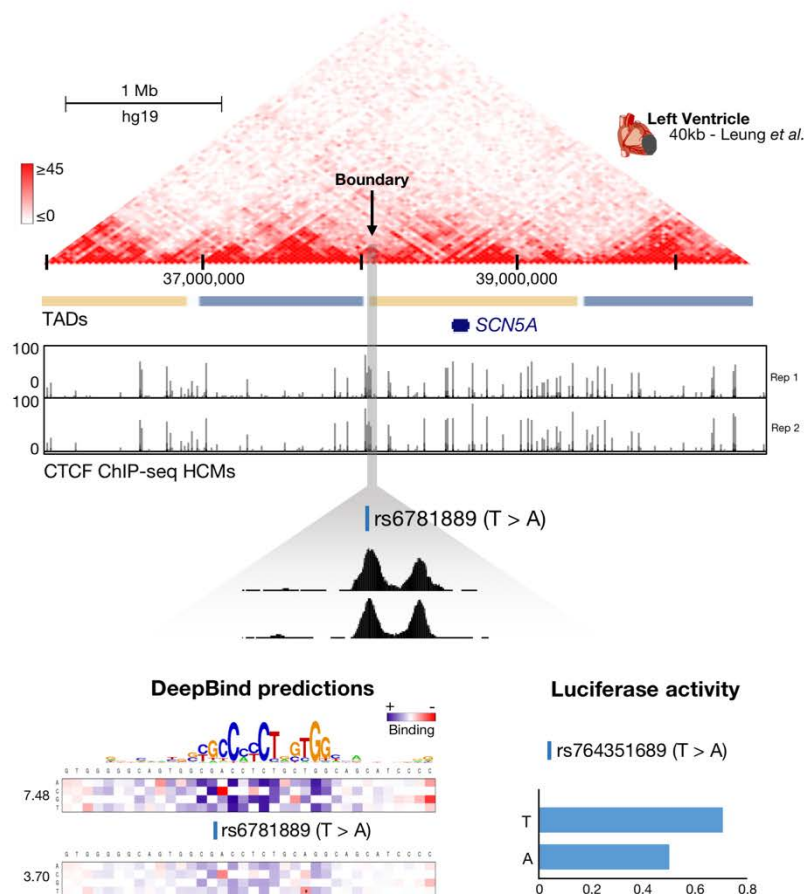 1 Mb
hg19
Left Ventricle
40kb - Leung et al.
≥45
≤0
Boundary
37,000,000
39,000,000
TADs
SCN5A
100
0
Rep 1
100
0
Rep 2
CTCF ChIP-seq HCMs
rs6781889 (T > A)
DeepBind predictions
+ -
Binding
7.48
rs6781889 (T > A)
3.70
Luciferase activity
rs764351689 (T > A)
T
A
0 0.2 0.4 0.6 0.8